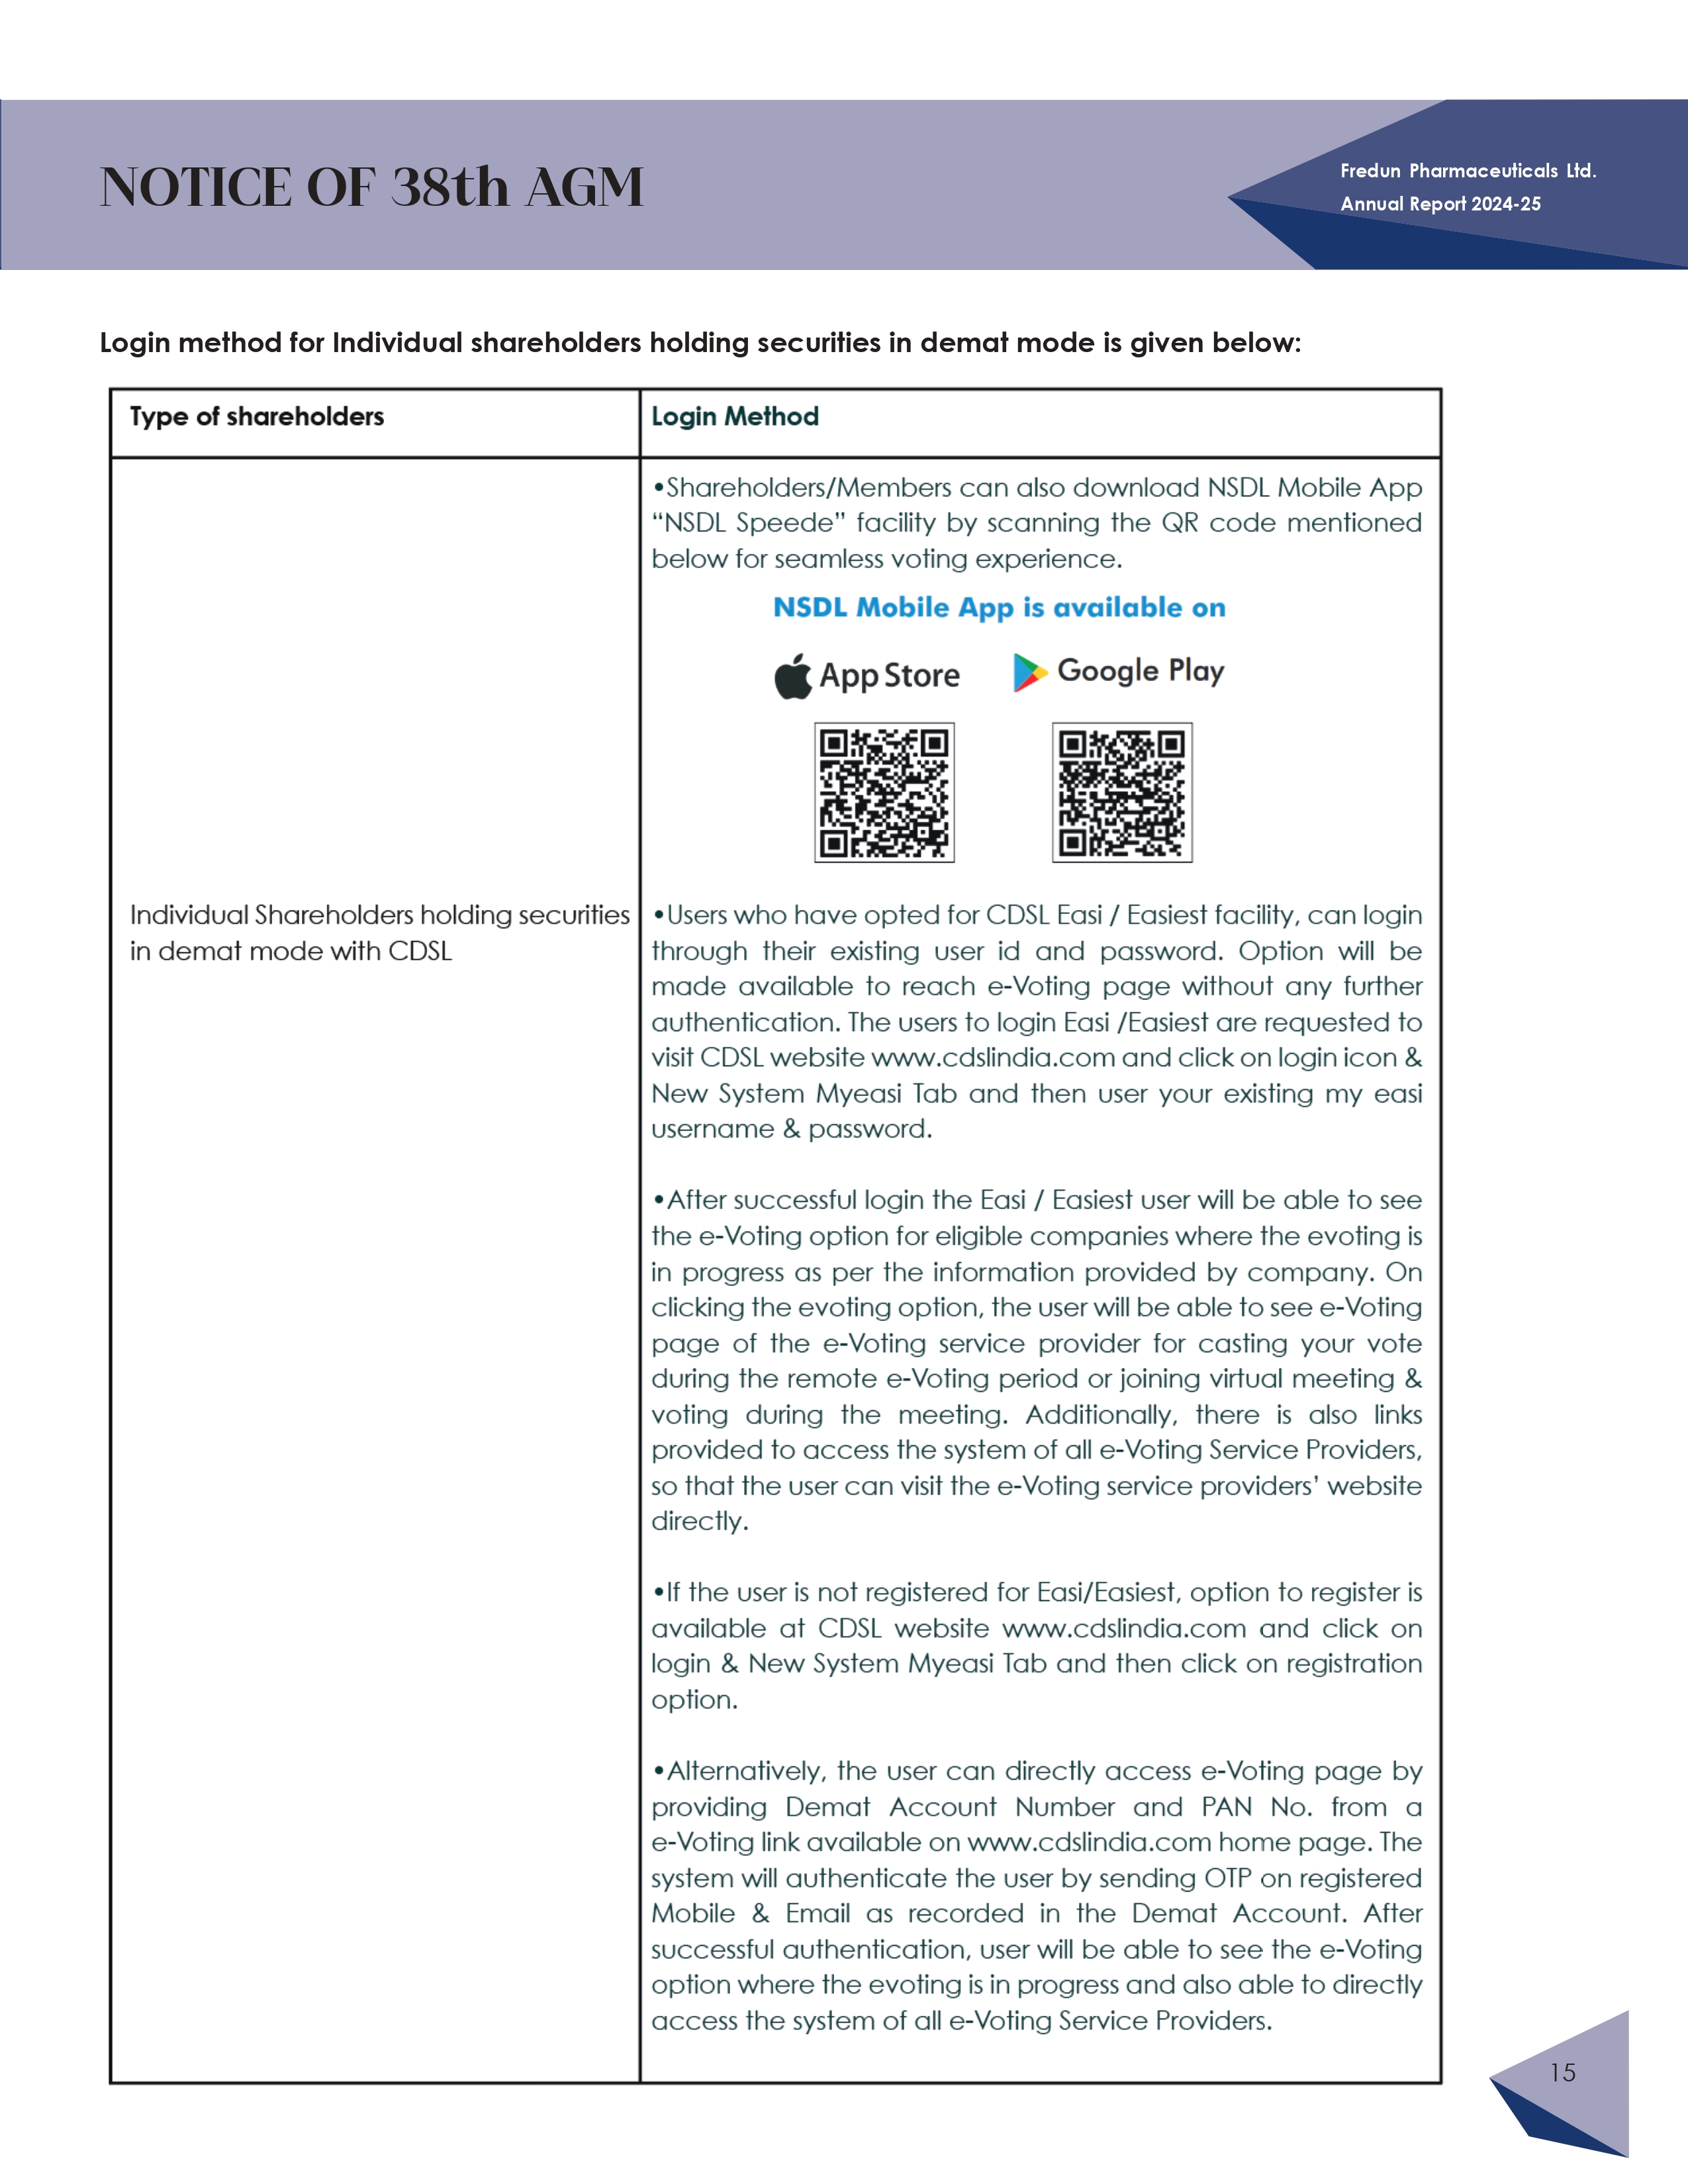 NOTICE OF 38th AGM
Fredun Pharmaceuticals Ltd.
Annual Report 2024-25
Login method for Individual shareholders holding securities in demat mode is given below:
Type of shareholders
Login Method
•Shareholders/Members can also download NSDL Mobile App
“NSDL Speede” facility by scanning the QR code mentioned
below for seamless voting experience.
NSDL Mobile App is available on
App Store
Google Play
Individual Shareholders holding securities
in demat mode with CDSL
•Users who have opted for CDSL Easi / Easiest facility, can login
through their existing user id and password. Option will be
made available to reach e-Voting page without any further
authentication. The users to login Easi /Easiest are requested to
visit CDSL website www.cdslindia.com and click on login icon &
New System Myeasi Tab and then user your existing my easi
username & password.
•After successful login the Easi / Easiest user will be able to see
the e-Voting option for eligible companies where the evoting is
in progress as per the information provided by company. On
clicking the evoting option, the user will be able to see e-Voting
page of the e-Voting service provider for casting your vote
during the remote e-Voting period or joining virtual meeting &
voting during the meeting. Additionally, there is also links
provided to access the system of all e-Voting Service Providers,
so that the user can visit the e-Voting service providers’ website
directly.
•If the user is not registered for Easi/Easiest, option to register is
available at CDSL website www.cdslindia.com and click on
login & New System Myeasi Tab and then click on registration
option.
•Alternatively, the user can directly access e-Voting page by
providing Demat Account Number and PAN No. from a
e-Voting link available on www.cdslindia.com home page. The
system will authenticate the user by sending OTP on registered
Mobile & Email as recorded in the Demat Account. After
successful authentication, user will be able to see the e-Voting
option where the evoting is in progress and also able to directly
access the system of all e-Voting Service Providers.
15